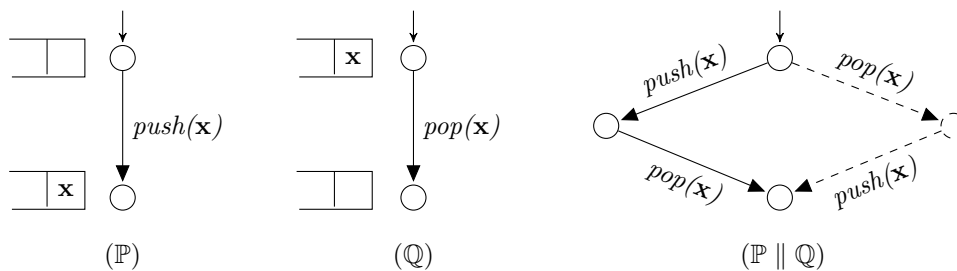 x
push(x)
pop(x)
push(x)
pop(x)
x
pop(x)
push(x)
(ℙ)
(ℚ)
(ℙ ∥ ℚ)